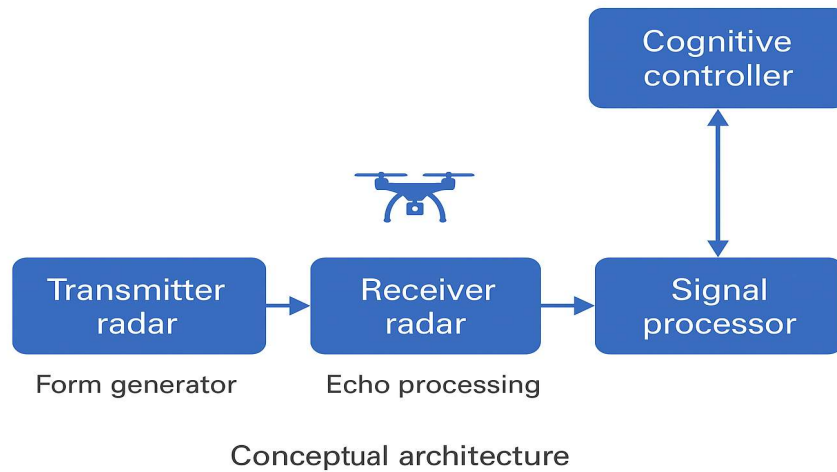 Cognitive
controller
Transmitter
radar
Receiver
radar
Signal
processor
Form generator
Echo processing
Conceptual architecture